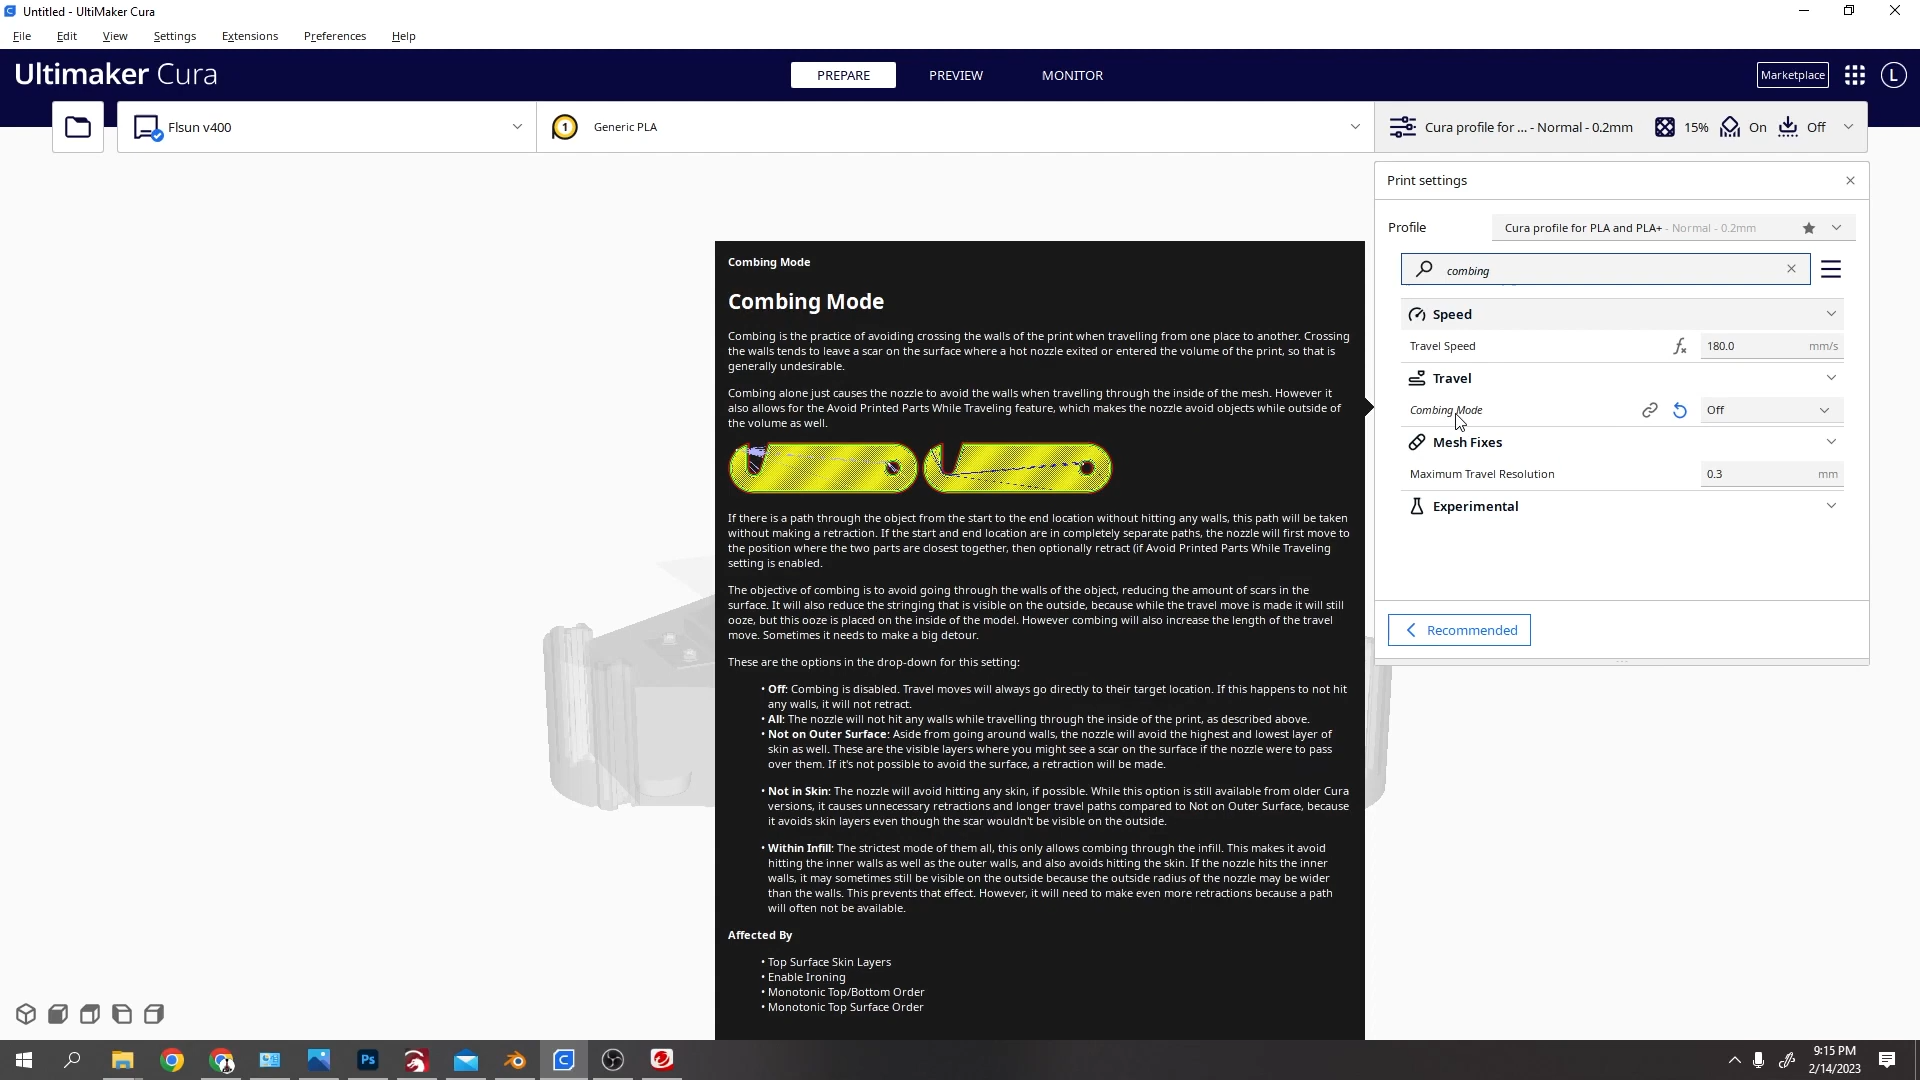 Untitled - UltiMaker Cura
File Edit View Settings Extensions Preferences Help
Ultimaker Cura
PREPARE PREVIEW MONITOR
Marketplace
L
Flsun v400
1 Generic PLA
Cura profile for ... - Normal - 0.2mm 15% On Off
Print settings
Profile Cura profile for PLA and PLA+ - Normal - 0.2mm
combing
Speed
Travel Speed 180.0 mm/s
Travel
Combing Mode Off
Mesh Fixes
Maximum Travel Resolution 0.3 mm
Experimental
Recommended
Combing Mode
Combing Mode
Combing is the practice of avoiding crossing the walls of the print when travelling from one place to another. Crossing
the walls tends to leave a scar on the surface where a hot nozzle exited or entered the volume of the print, so that is
generally undesirable.
Combing alone just causes the nozzle to avoid the walls when travelling through the inside of the mesh. However it
also allows for the Avoid Printed Parts While Traveling feature, which makes the nozzle avoid objects while outside of
the volume as well.
If there is a path through the object from the start to the end location without hitting any walls, this path will be taken
without making a retraction. If the start and end location are in completely separate paths, the nozzle will first move to
the position where the two parts are closest together, then optionally retract (if Avoid Printed Parts While Traveling
setting is enabled.
The objective of combing is to avoid going through the walls of the object, reducing the amount of scars in the
surface. It will also reduce the stringing that is visible on the outside, because while the travel move is made it will still
ooze, but this ooze is placed on the inside of the model. However combing will also increase the length of the travel
move. Sometimes it needs to make a big detour.
These are the options in the drop-down for this setting:
• Off: Combing is disabled. Travel moves will always go directly to their target location. If this happens to not hit
any walls, it will not retract.
• All: The nozzle will not hit any walls while travelling through the inside of the print, as described above.
• Not on Outer Surface: Aside from going around walls, the nozzle will avoid the highest and lowest layer of
skin as well. These are the visible layers where you might see a scar on the surface if the nozzle were to pass
over them. If it's not possible to avoid the surface, a retraction will be made.
• Not in Skin: The nozzle will avoid hitting any skin, if possible. While this option is still available from older Cura
versions, it causes unnecessary retractions and longer travel paths compared to Not on Outer Surface, because
it avoids skin layers even though the scar wouldn't be visible on the outside.
• Within Infill: The strictest mode of them all, this only allows combing through the infill. This makes it avoid
hitting the inner walls as well as the outer walls, and also avoids hitting the skin. If the nozzle hits the inner
walls, it may sometimes still be visible on the outside because the outside radius of the nozzle may be wider
than the walls. This prevents that effect. However, it will need to make even more retractions because a path
will often not be available.
Affected By
• Top Surface Skin Layers
• Enable Ironing
• Monotonic Top/Bottom Order
• Monotonic Top Surface Order
Ps
9:15 PM
2/14/2023